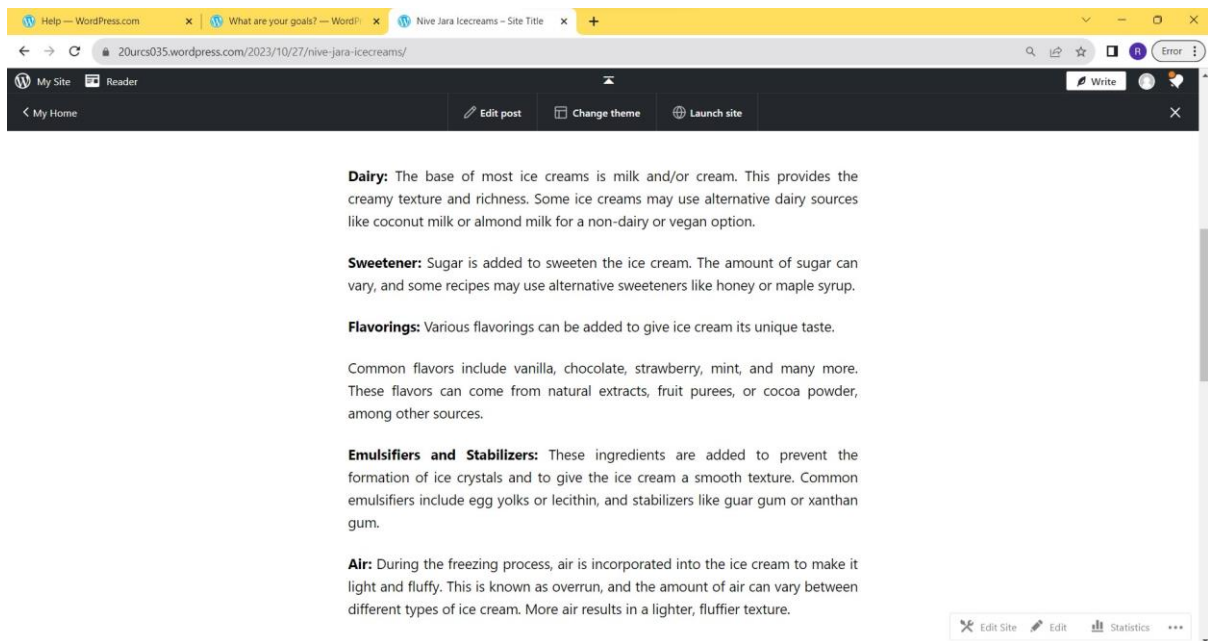 Help — WordPress.com
What are your goals? — WordPr
Nive Jara Icecreams – Site Title
20urcs035.wordpress.com/2023/10/27/nive-jara-icecreams/
R
Error
My Site
Reader
Write
My Home
Edit post
Change theme
Launch site
Dairy: The base of most ice creams is milk and/or cream. This provides the
creamy texture and richness. Some ice creams may use alternative dairy sources
like coconut milk or almond milk for a non-dairy or vegan option.
Sweetener: Sugar is added to sweeten the ice cream. The amount of sugar can
vary, and some recipes may use alternative sweeteners like honey or maple syrup.
Flavorings: Various flavorings can be added to give ice cream its unique taste.
Common flavors include vanilla, chocolate, strawberry, mint, and many more.
These flavors can come from natural extracts, fruit purees, or cocoa powder,
among other sources.
Emulsifiers and Stabilizers: These ingredients are added to prevent the
formation of ice crystals and to give the ice cream a smooth texture. Common
emulsifiers include egg yolks or lecithin, and stabilizers like guar gum or xanthan
gum.
Air: During the freezing process, air is incorporated into the ice cream to make it
light and fluffy. This is known as overrun, and the amount of air can vary between
different types of ice cream. More air results in a lighter, fluffier texture.
Edit Site
Edit
Statistics